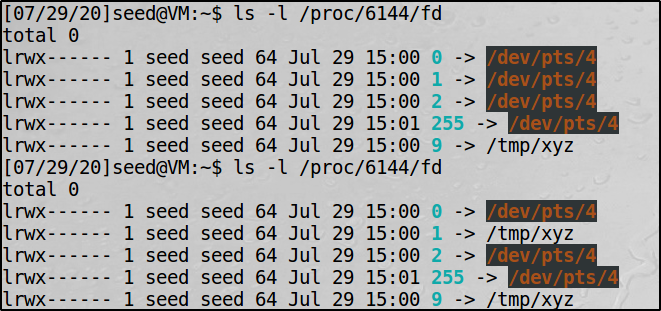 [07/29/20]seed@VM:~$ ls -l /proc/6144/fd
total 0
lrwx------ 1 seed seed 64 Jul 29 15:00 0 -> /dev/pts/4
lrwx------ 1 seed seed 64 Jul 29 15:00 1 -> /dev/pts/4
lrwx------ 1 seed seed 64 Jul 29 15:00 2 -> /dev/pts/4
lrwx------ 1 seed seed 64 Jul 29 15:01 255 -> /dev/pts/4
lrwx------ 1 seed seed 64 Jul 29 15:00 9 -> /tmp/xyz
[07/29/20]seed@VM:~$ ls -l /proc/6144/fd
total 0
lrwx------ 1 seed seed 64 Jul 29 15:00 0 -> /dev/pts/4
lrwx------ 1 seed seed 64 Jul 29 15:00 1 -> /tmp/xyz
lrwx------ 1 seed seed 64 Jul 29 15:00 2 -> /dev/pts/4
lrwx------ 1 seed seed 64 Jul 29 15:01 255 -> /dev/pts/4
lrwx------ 1 seed seed 64 Jul 29 15:00 9 -> /tmp/xyz